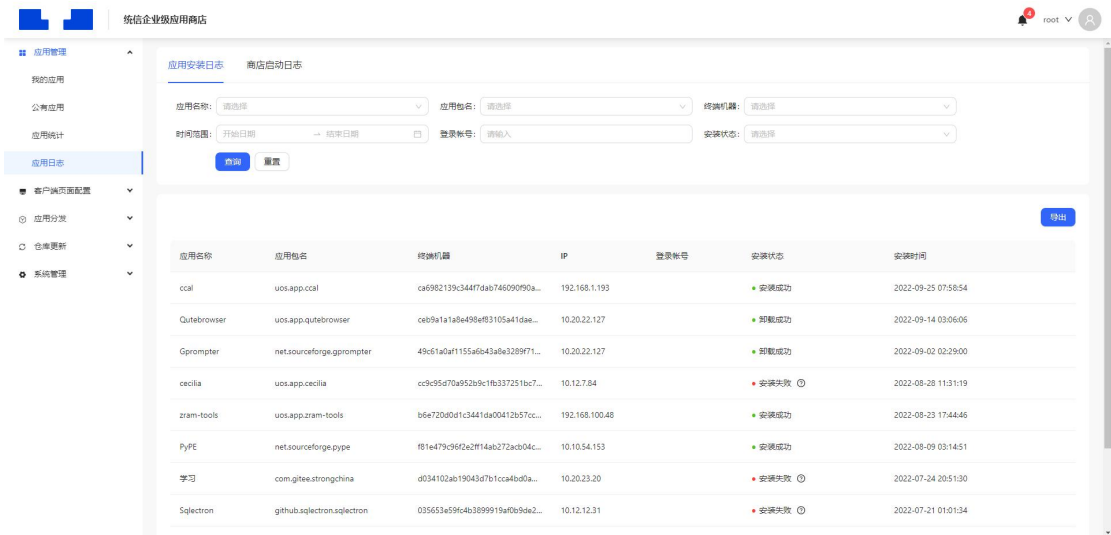 统信企业级应用商店
4
root
应用管理
我的应用
公有应用
应用统计
应用日志
客户端页面配置
应用分发
仓库更新
系统管理
应用安装日志 商店启动日志
应用名称: 请选择 应用包名: 请选择 终端机器: 请选择
时间范围: 开始日期 → 结束日期 登录帐号: 请输入 安装状态: 请选择
查询 重置
导出
应用名称 应用包名 终端机器 IP 登录帐号 安装状态 安装时间
ccal uos.app.ccal ca6982139c344f7dab746090f90a... 192.168.1.193 安装成功 2022-09-25 07:58:54
Qutebrowser uos.app.qutebrowser ceb9a1a1a8e498ef83105a41dae... 10.20.22.127 卸载成功 2022-09-14 03:06:06
Gprompter net.sourceforge.gprompter 49c61a0af1155a6b43a8e3289f71... 10.20.22.127 卸载成功 2022-09-02 02:29:00
cecilia uos.app.cecilia cc9c95d70a952b9c1fb337251bc7... 10.12.7.84 安装失败 2022-08-28 11:31:19
zram-tools uos.app.zram-tools b6e720d0d1c3441da00412b57cc... 192.168.100.48 安装成功 2022-08-23 17:44:46
PyPE net.sourceforge.pype f81e479c96f2e2ff14ab272acb04c... 10.10.54.153 安装成功 2022-08-09 03:14:51
学习 com.gitee.strongchina d034102ab19043d7b1cca4bd0a... 10.20.23.20 安装失败 2022-07-24 20:51:30
Sqlectron github.sqlectron.sqlectron 035653e59fc4b3899919af0b9de2... 10.12.12.31 安装失败 2022-07-21 01:01:34